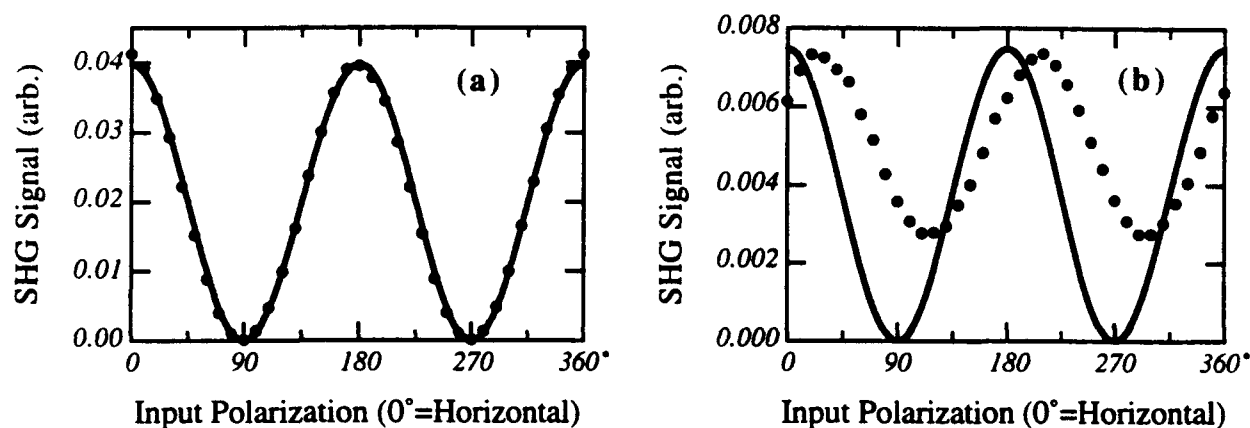 SHG Signal (arb.)
0.04
0.03
0.02
0.01
0.00
(a)
0 90 180 270 360°
Input Polarization (0°=Horizontal)
SHG Signal (arb.)
0.008
0.006
0.004
0.002
0.000
(b)
0 90 180 270 360°
Input Polarization (0°=Horizontal)